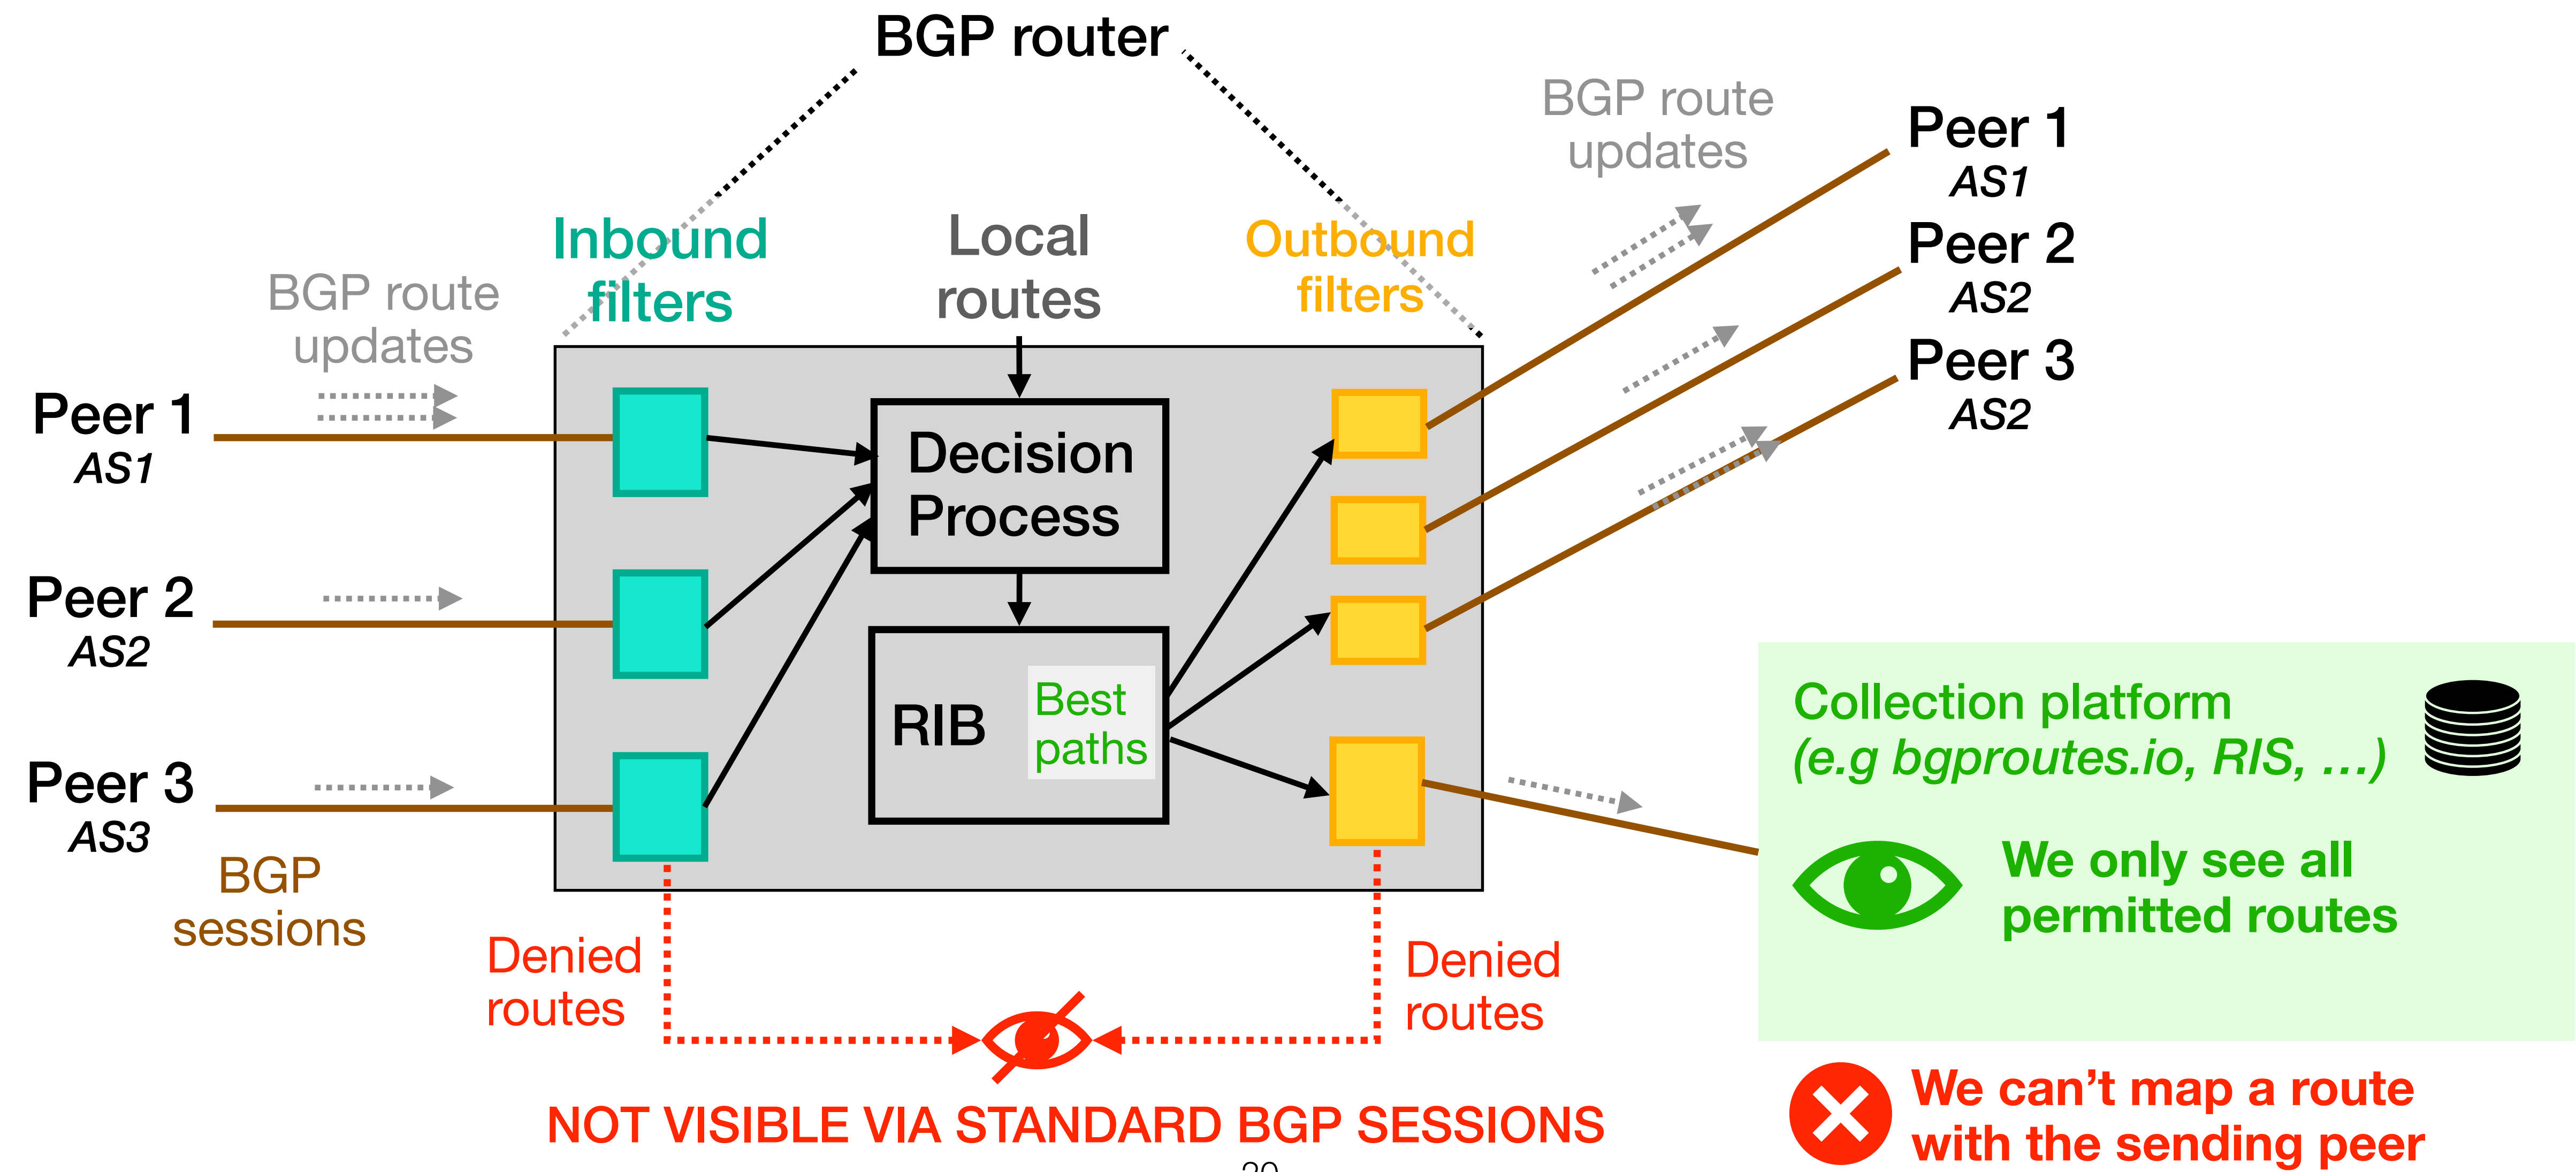 BGP router
BGP route
updates
Peer 1
AS1
Peer 2
AS2
Peer 3
AS2
Inbound
filters
Local
routes
Outbound
filters
BGP route
updates
Peer 1
AS1
Peer 2
AS2
Peer 3
AS3
BGP
sessions
Decision
Process
RIB
Best
paths
Collection platform
(e.g bgproutes.io, RIS, …)
We only see all
permitted routes
Denied
routes
Denied
routes
NOT VISIBLE VIA STANDARD BGP SESSIONS
We can't map a route
with the sending peer